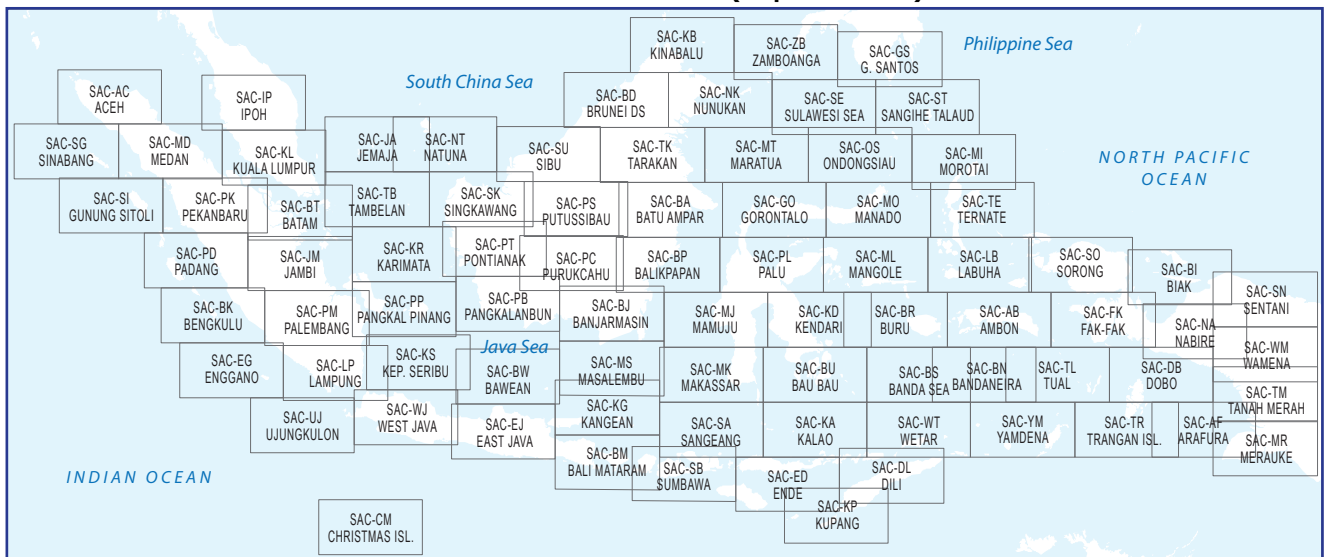 SAC-KB
KINABALU
SAC-ZB
ZAMBOANGA
SAC-GS
G. SANTOS
Philippine Sea
South China Sea
SAC-AC
ACEH
SAC-IP
IPOH
SAC-BD
BRUNEI DS
SAC-NK
NUNUKAN
SAC-SE
SULAWESI SEA
SAC-ST
SANGIHE TALAUD
SAC-SG
SINABANG
SAC-MD
MEDAN
SAC-KL
KUALA LUMPUR
SAC-JA
JEMAJA
SAC-NT
NATUNA
SAC-SU
SIBU
SAC-TK
TARAKAN
SAC-MT
MARATUA
SAC-OS
ONDONGSIAU
SAC-MI
MOROTAI
NORTH PACIFIC
OCEAN
SAC-SI
GUNUNG SITOLI
SAC-PK
PEKANBARU
SAC-BT
BATAM
SAC-TB
TAMBELAN
SAC-SK
SINGKAWANG
SAC-PS
PUTUSSIBAU
SAC-BA
BATU AMPAR
SAC-GO
GORONTALO
SAC-MO
MANADO
SAC-TE
TERNATE
SAC-PD
PADANG
SAC-JM
JAMBI
SAC-KR
KARIMATA
SAC-PT
PONTIANAK
SAC-PC
PURUKCAHU
SAC-BP
BALIKPAPAN
SAC-PL
PALU
SAC-ML
MANGOLE
SAC-LB
LABUHA
SAC-SO
SORONG
SAC-BI
BIAK
SAC-SN
SENTANI
SAC-BK
BENGKULU
SAC-PM
PALEMBANG
SAC-PP
PANGKAL PINANG
SAC-PB
PANGKALANBUN
SAC-BJ
BANJARMASIN
SAC-MJ
MAMUJU
SAC-KD
KENDARI
SAC-BR
BURU
SAC-AB
AMBON
SAC-FK
FAK-FAK
SAC-NA
NABIRE
SAC-WM
WAMENA
Java Sea
SAC-EG
ENGGANO
SAC-LP
LAMPUNG
SAC-KS
KEP. SERIBU
SAC-BW
BAWEAN
SAC-MS
MASALEMBU
SAC-MK
MAKASSAR
SAC-BU
BAU BAU
SAC-BS
BANDA SEA
SAC-BN
BANDANEIRA
SAC-TL
TUAL
SAC-DB
DOBO
SAC-TM
TANAH MERAH
SAC-UJ
UJUNGKULON
SAC-WJ
WEST JAVA
SAC-EJ
EAST JAVA
SAC-KG
KANGEAN
SAC-SA
SANGEANG
SAC-KA
KALAO
SAC-WT
WETAR
SAC-YM
YAMDENA
SAC-TR
TRANGAN ISL.
SAC-AF
ARAFURA
SAC-MR
MERAUKE
INDIAN OCEAN
SAC-BM
BALI MATARAM
SAC-SB
SUMBAWA
SAC-ED
ENDE
SAC-DL
DILI
SAC-KP
KUPANG
SAC-CM
CHRISTMAS ISL.